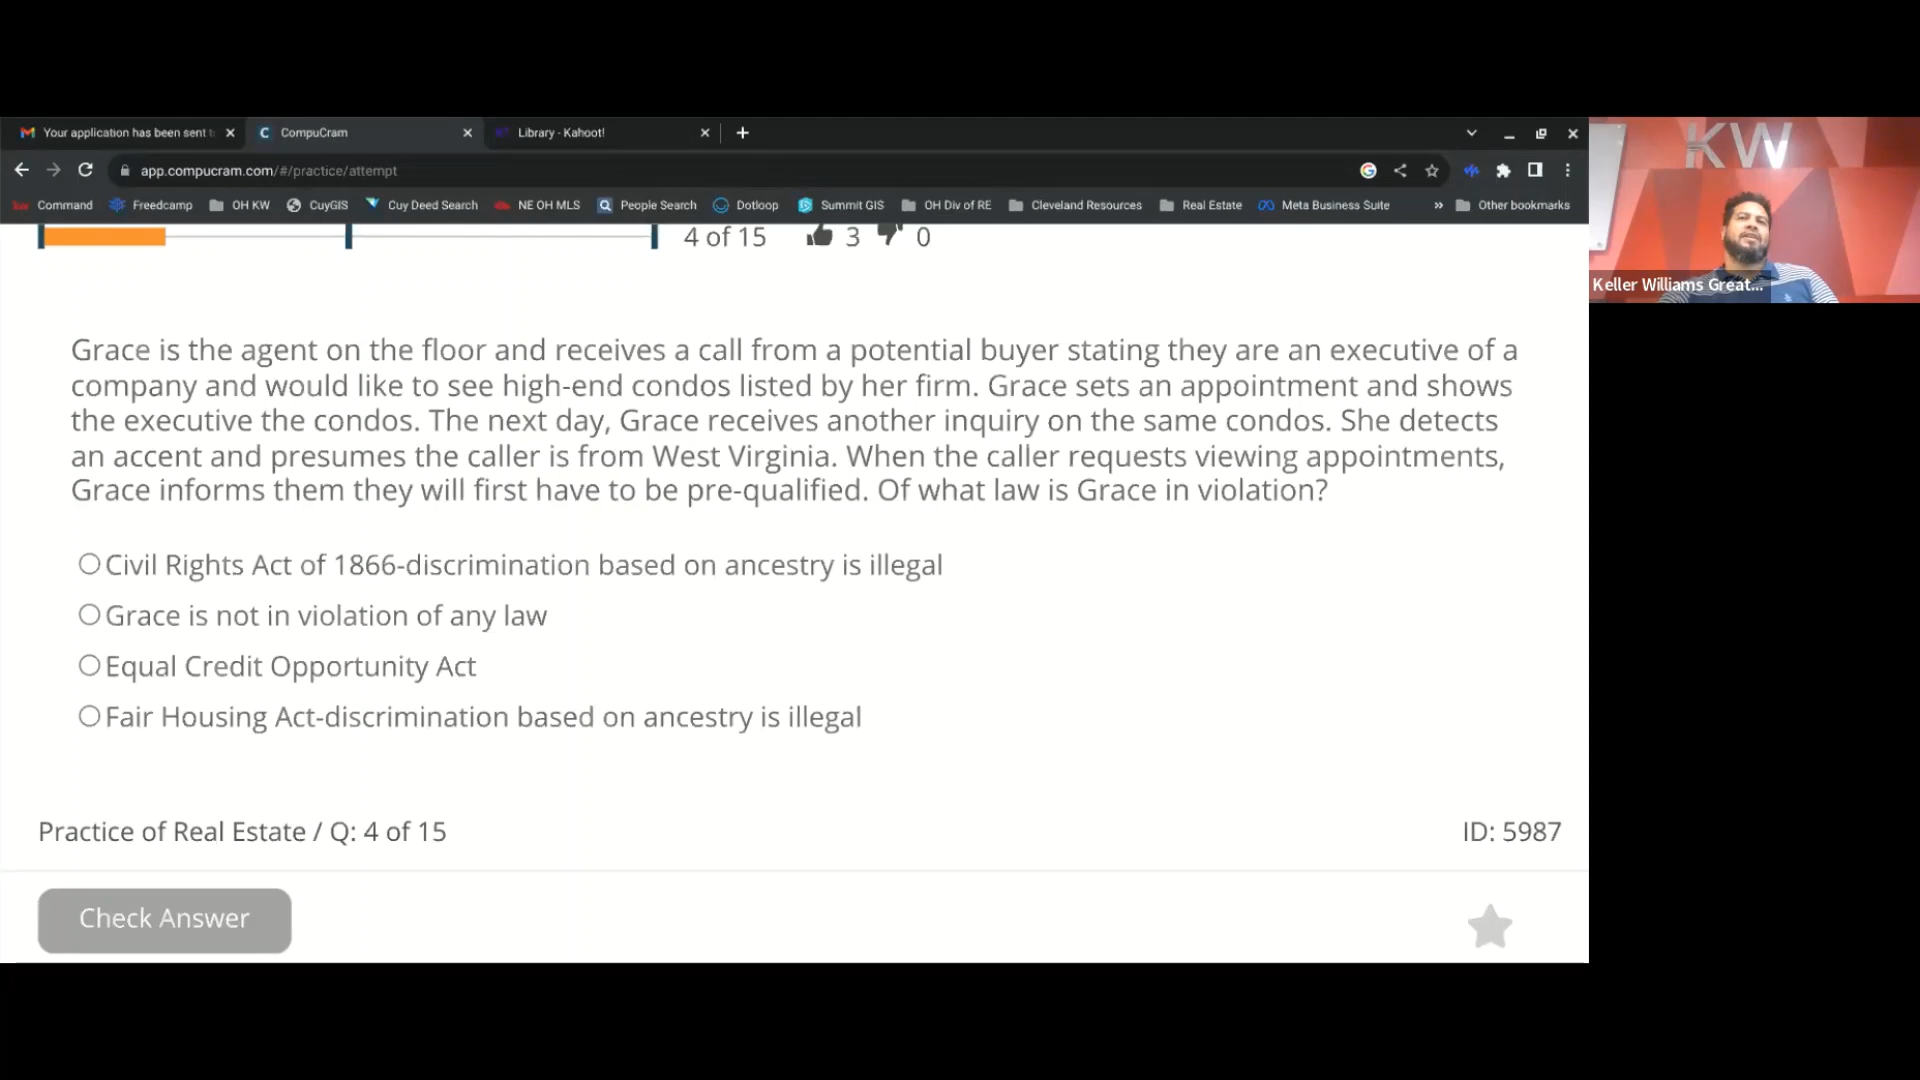 Your application has been sent t
CompuCram
Library - Kahoot!
app.compucram.com/#/practice/attempt
Command
Freedcamp
OH KW
CuyGIS
Cuy Deed Search
NE OH MLS
People Search
Dotloop
Summit GIS
OH Div of RE
Cleveland Resources
Real Estate
Meta Business Suite
»
Other bookmarks
KW
Keller Williams Great...
4 of 15
3
0
Grace is the agent on the floor and receives a call from a potential buyer stating they are an executive of a
company and would like to see high-end condos listed by her firm. Grace sets an appointment and shows
the executive the condos. The next day, Grace receives another inquiry on the same condos. She detects
an accent and presumes the caller is from West Virginia. When the caller requests viewing appointments,
Grace informs them they will first have to be pre-qualified. Of what law is Grace in violation?
Civil Rights Act of 1866-discrimination based on ancestry is illegal
Grace is not in violation of any law
Equal Credit Opportunity Act
Fair Housing Act-discrimination based on ancestry is illegal
Practice of Real Estate / Q: 4 of 15
ID: 5987
Check Answer